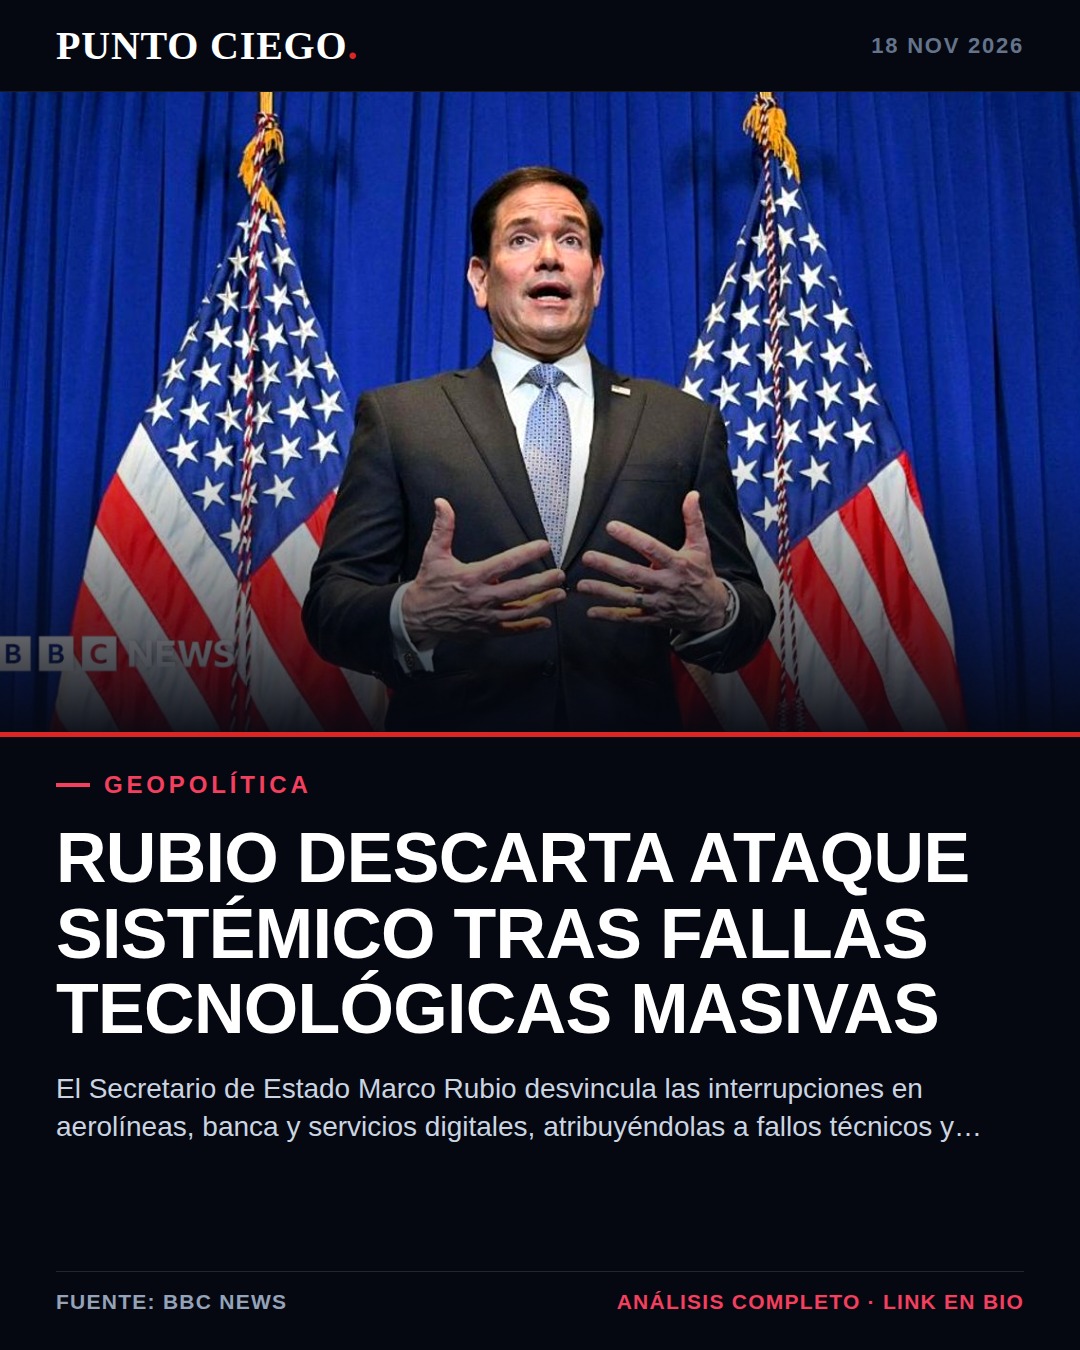 PUNTO CIEGO.
18 NOV 2026
BBC NEWS
GEOPOLÍTICA
RUBIO DESCARTA ATAQUE
SISTÉMICO TRAS FALLAS
TECNOLÓGICAS MASIVAS
El Secretario de Estado Marco Rubio desvincula las interrupciones en
aerolíneas, banca y servicios digitales, atribuyéndolas a fallos técnicos y…
FUENTE: BBC NEWS
ANÁLISIS COMPLETO · LINK EN BIO